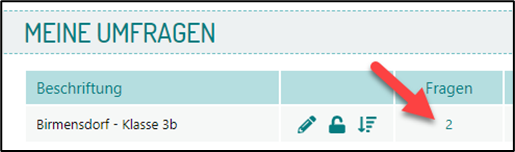 MEINE UMFRAGEN
Beschriftung Fragen
Birmensdorf - Klasse 3b 2